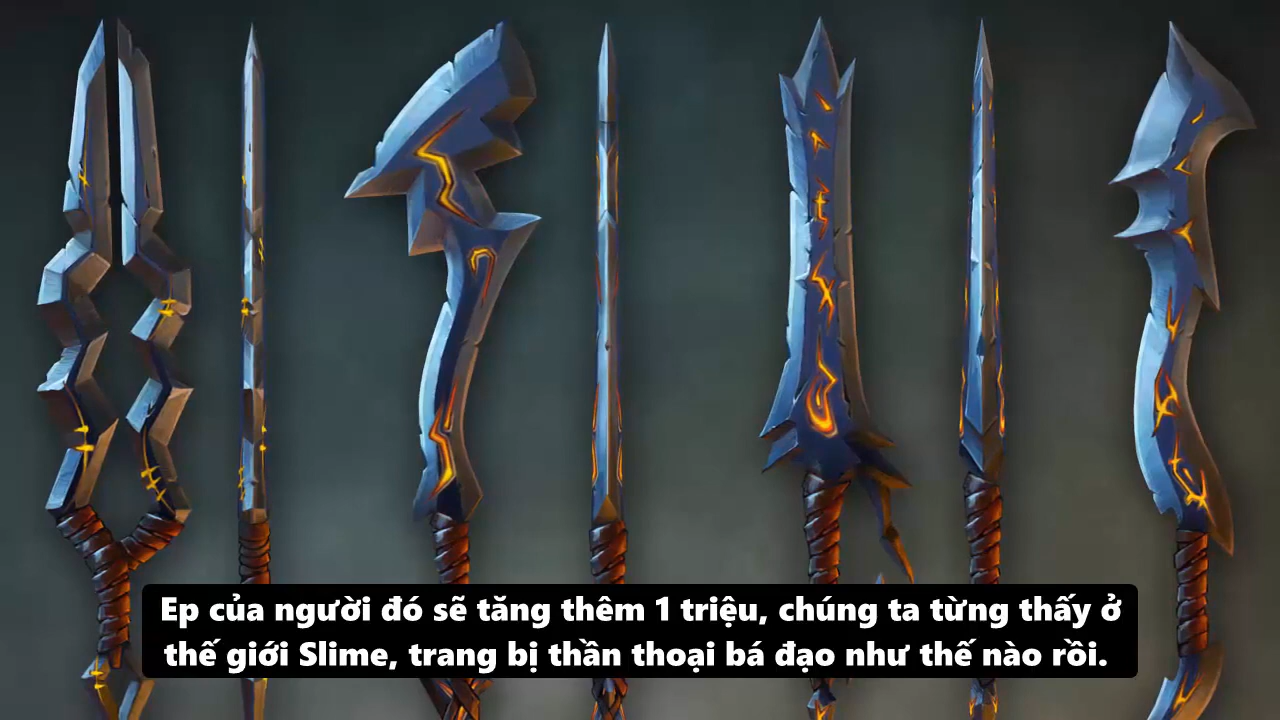 Ep của người đó sẽ tăng thêm 1 triệu, chúng ta từng thấy ở
thế giới Slime, trang bị thần thoại bá đạo như thế nào rồi.